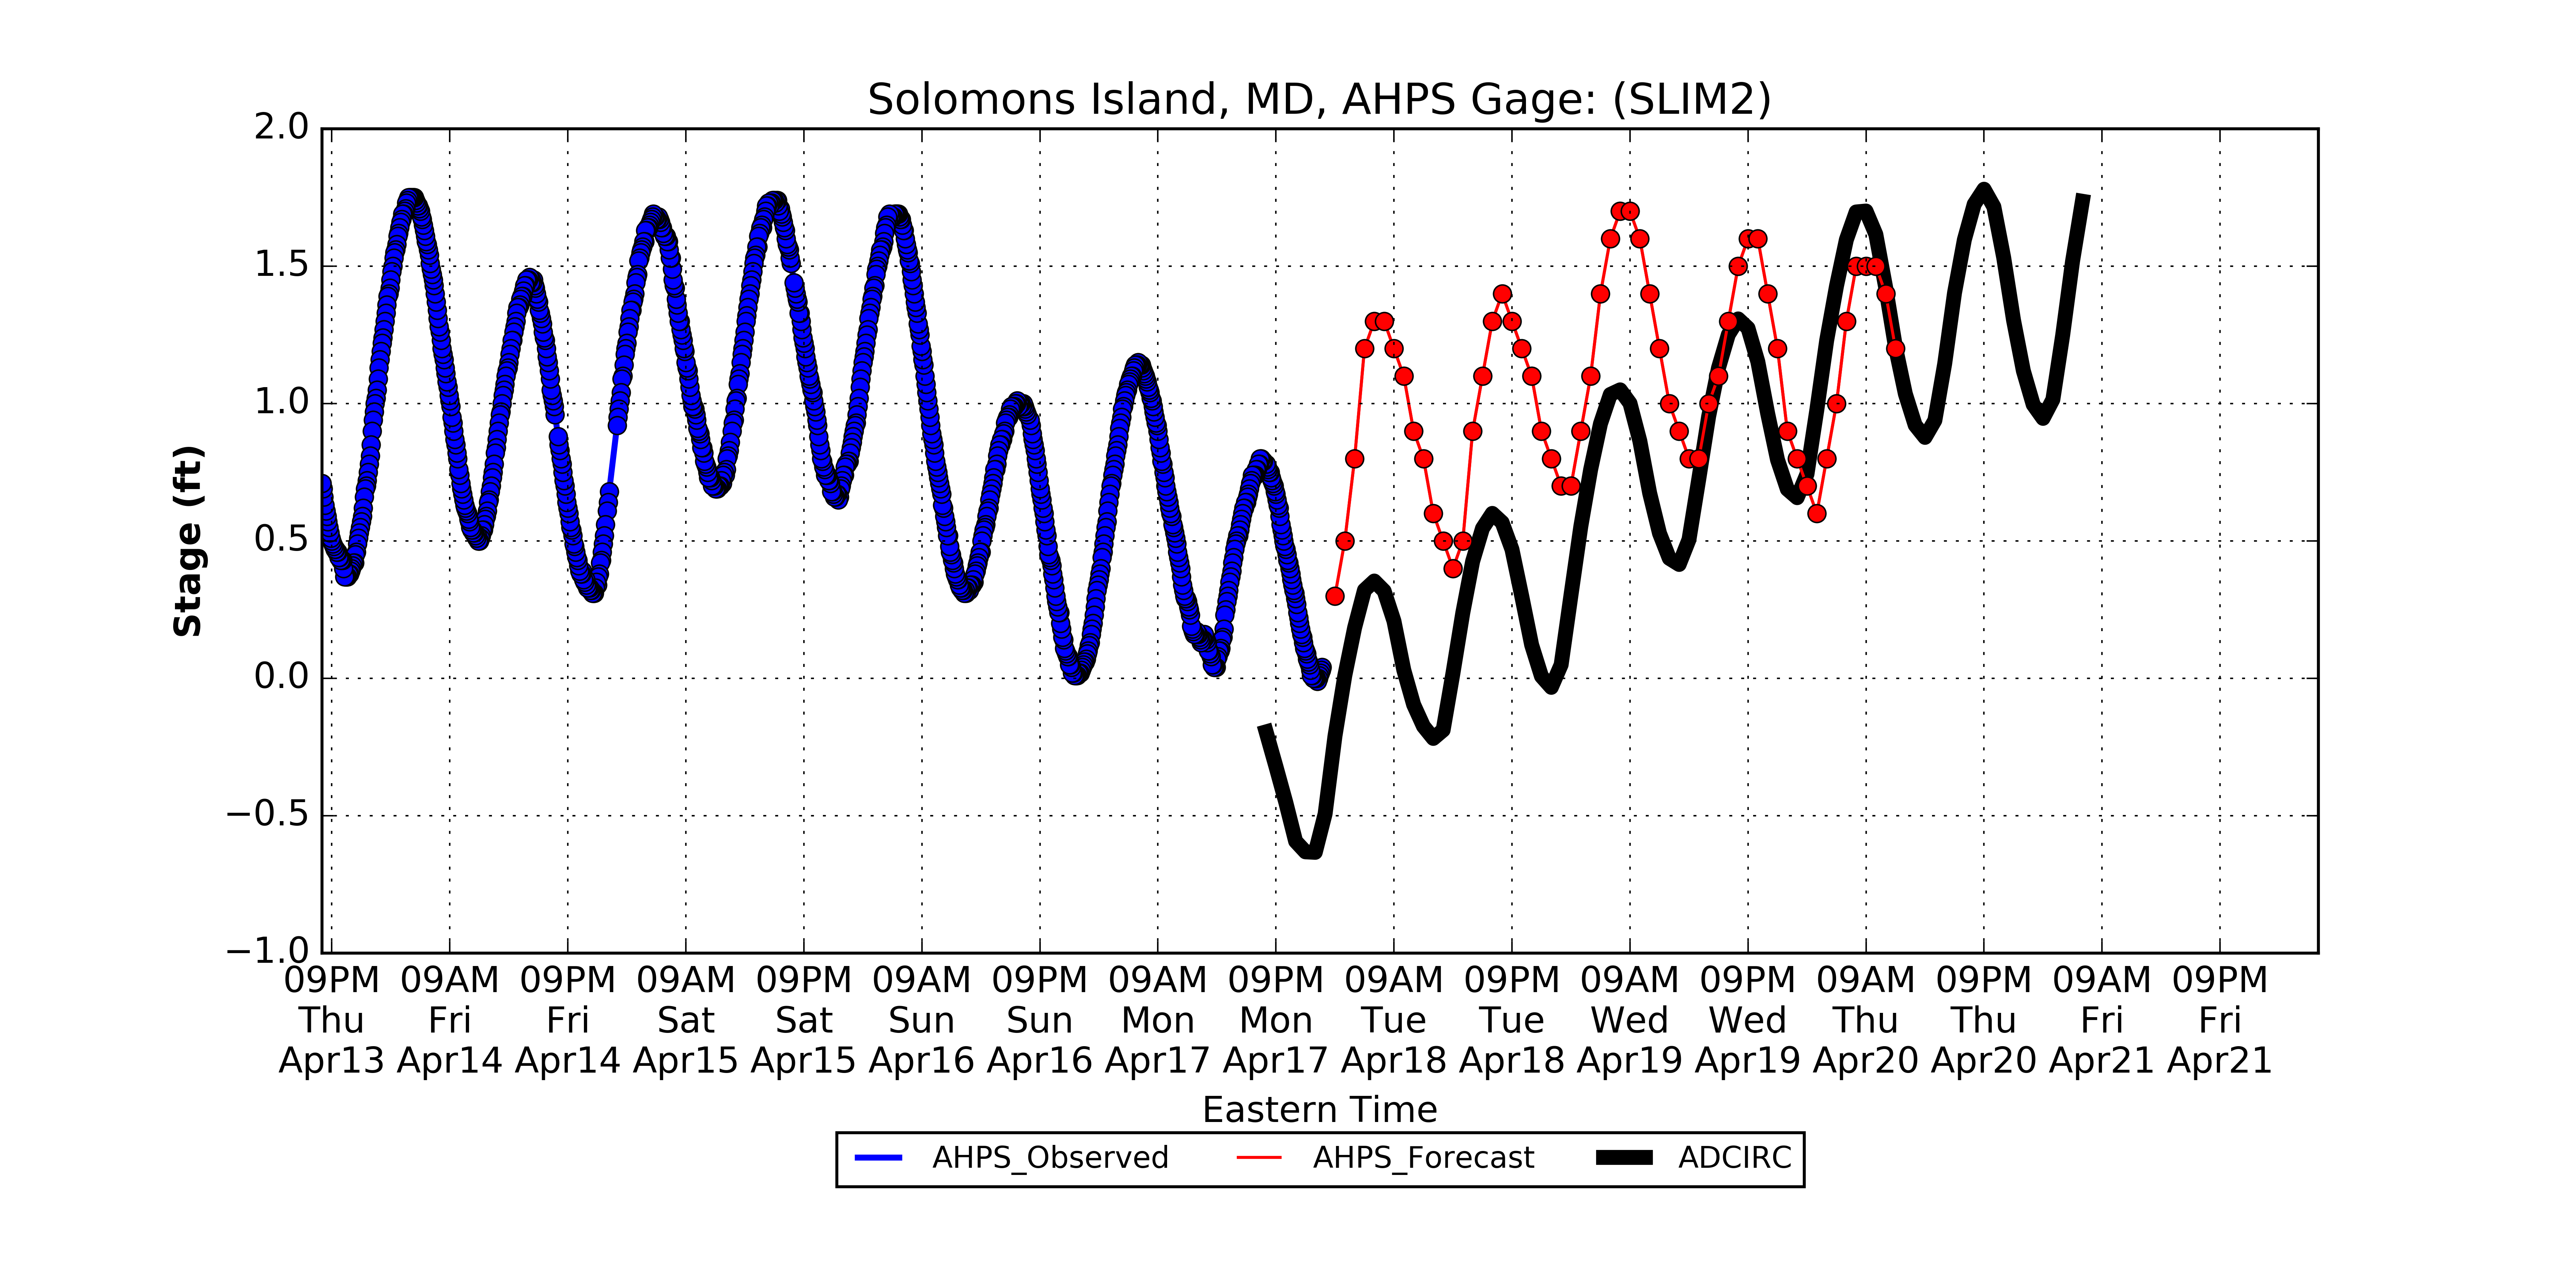 Solomons Island, MD, AHPS Gage: (SLIM2)
2.0
1.5
1.0
0.5
0.0
−0.5
−1.0
Stage (ft)
09PM 09AM 09PM 09AM 09PM 09AM 09PM 09AM 09PM 09AM 09PM 09AM 09PM 09AM 09PM 09AM 09PM
Thu Fri Fri Sat Sat Sun Sun Mon Mon Tue Tue Wed Wed Thu Thu Fri Fri
Apr13 Apr14 Apr14 Apr15 Apr15 Apr16 Apr16 Apr17 Apr17 Apr18 Apr18 Apr19 Apr19 Apr20 Apr20 Apr21 Apr21
Eastern Time
AHPS_Observed AHPS_Forecast ADCIRC